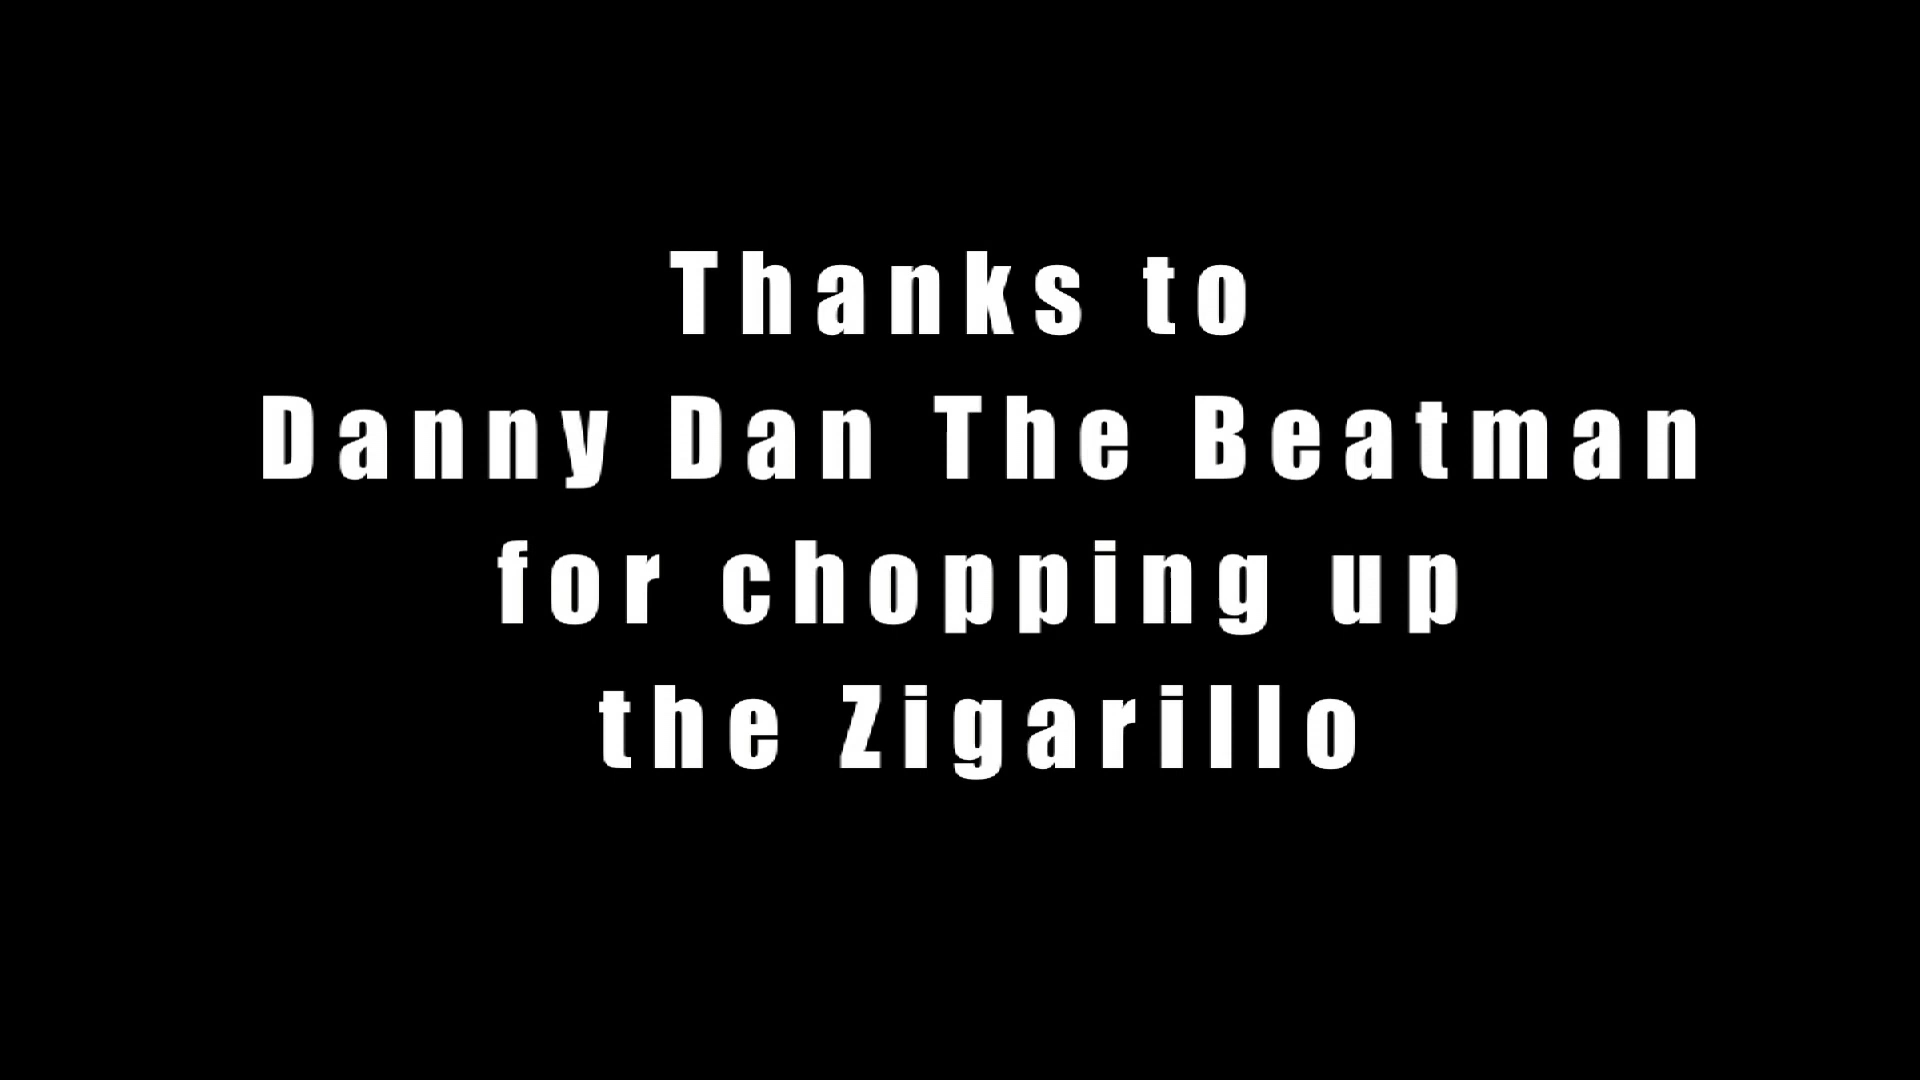 Thanks to
Danny Dan The Beatman
for chopping up
the Zigarillo